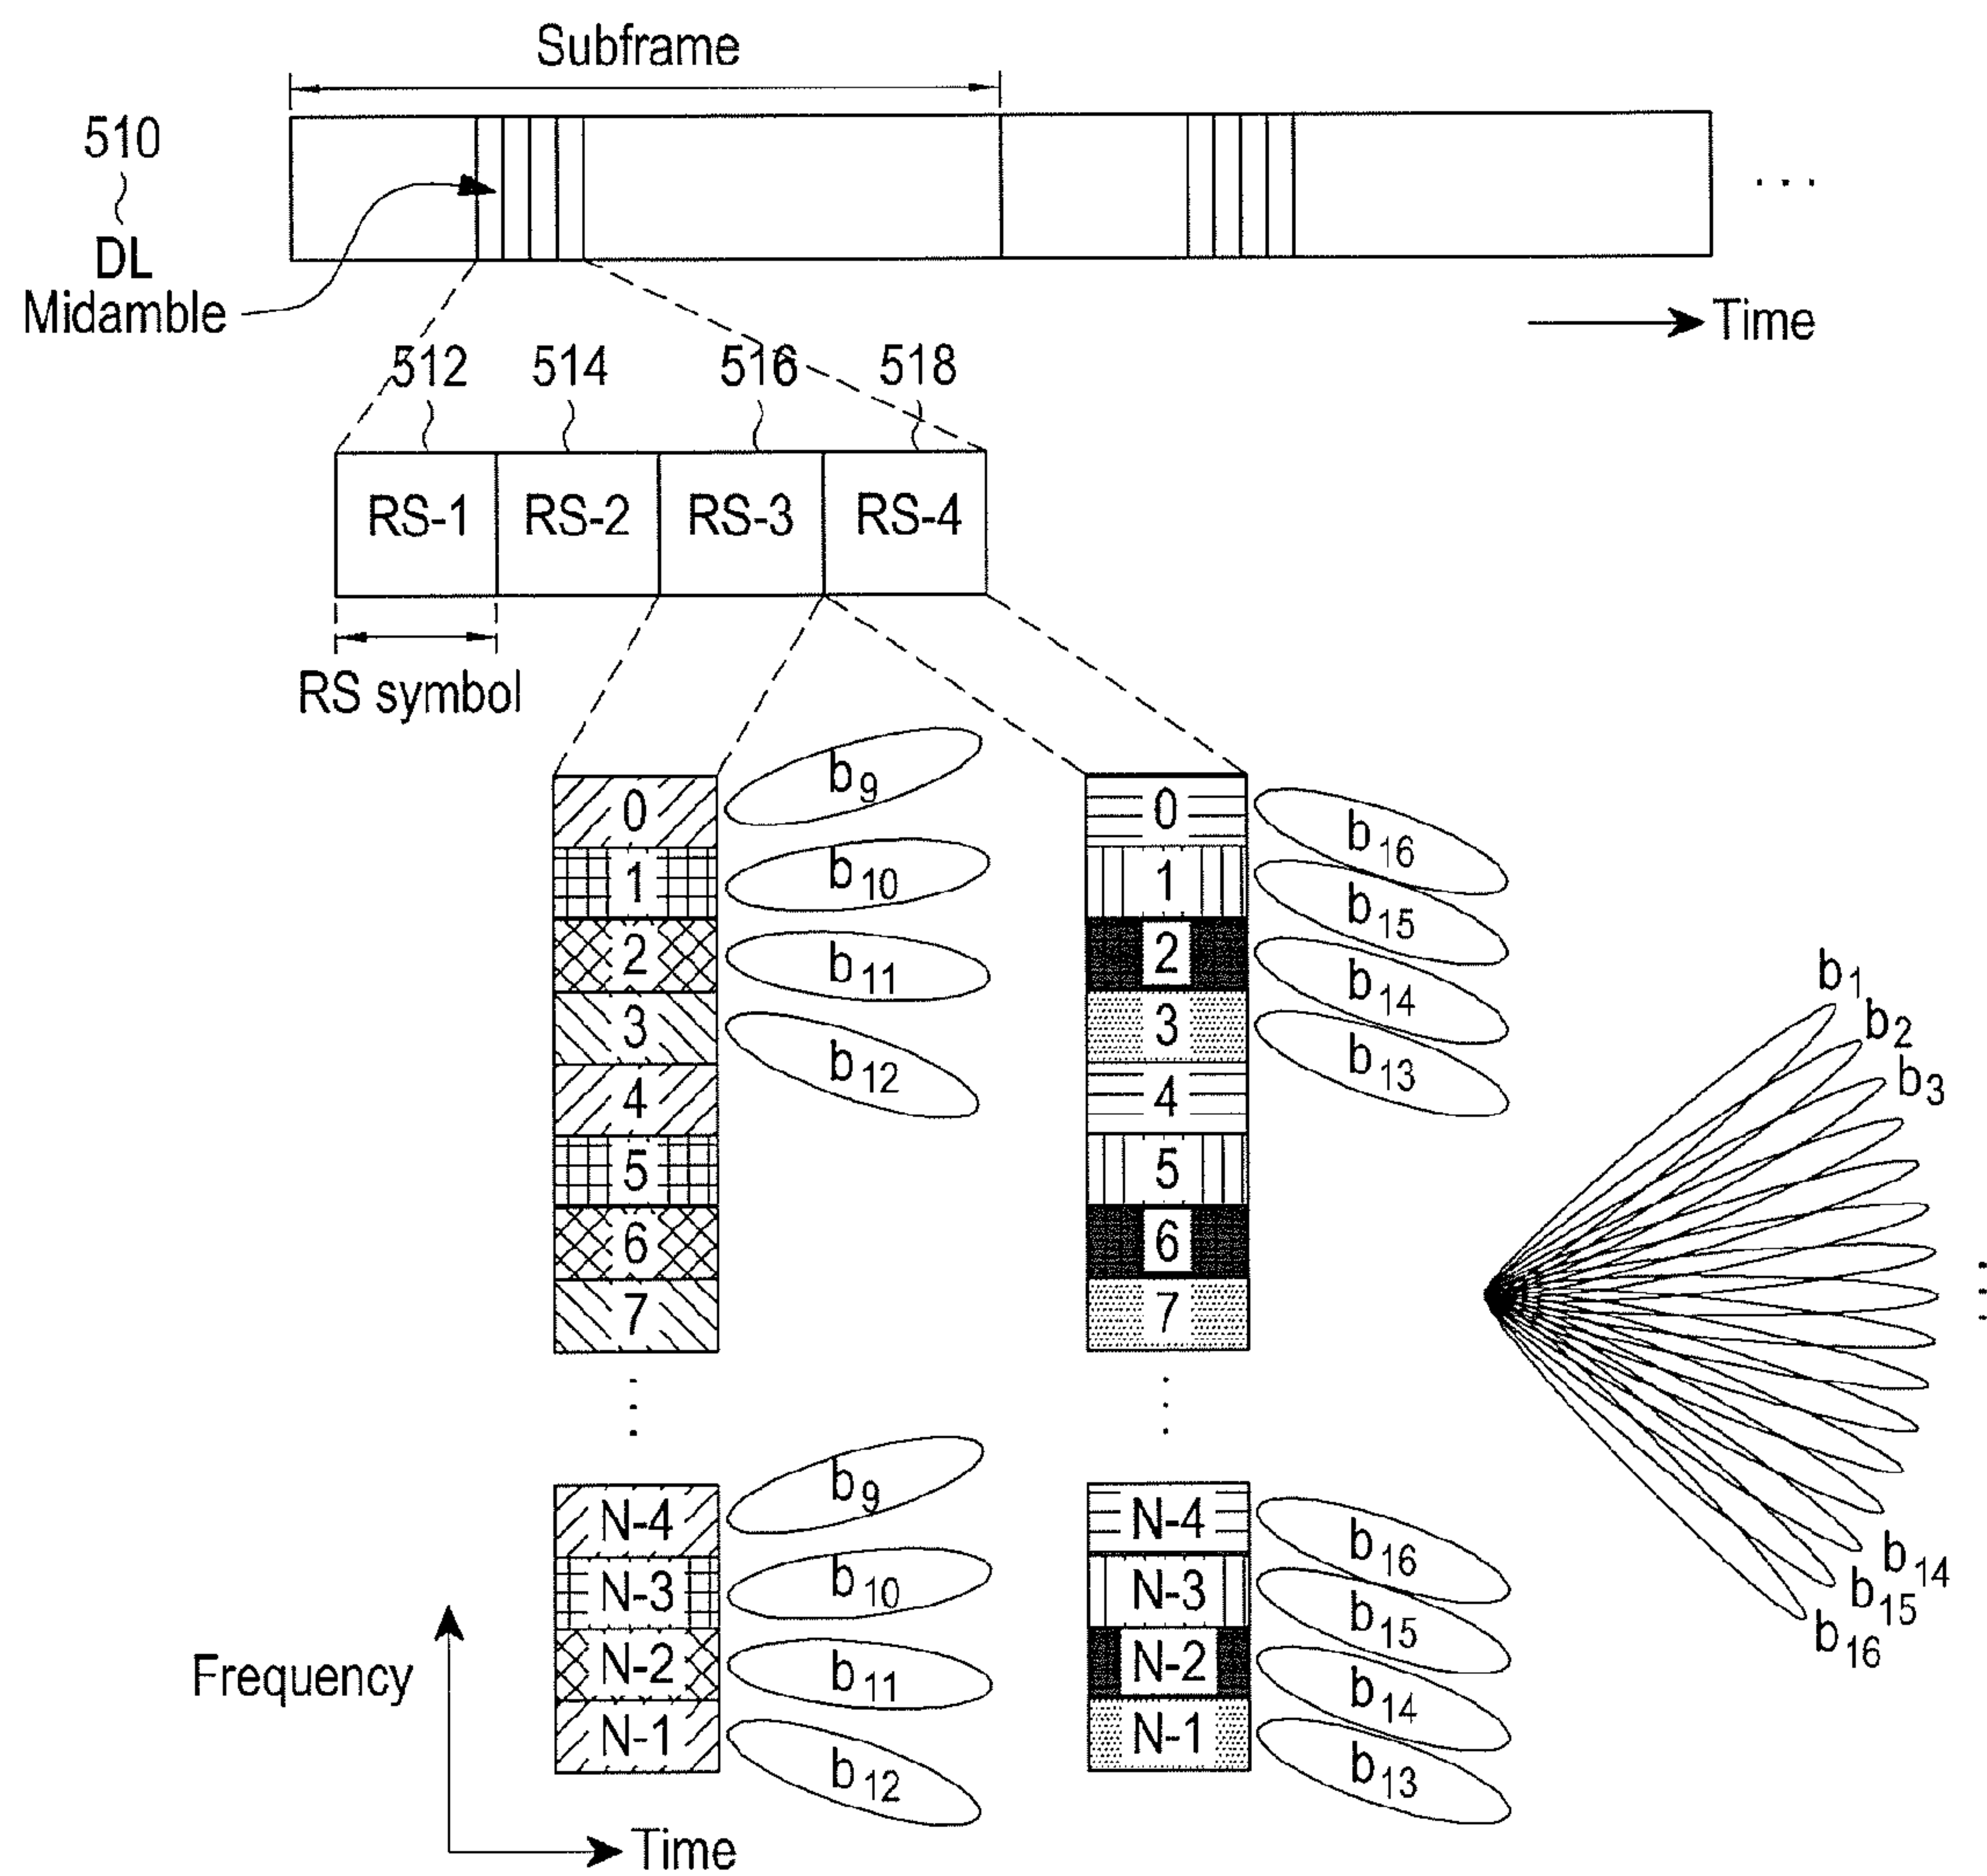 Subframe
510
DL
Midamble
...
Time
512 514 516 518
RS-1 RS-2 RS-3 RS-4
RS symbol
0 b9 0 b16
1 b10 1 b15
2 b11 2 b14
3 b12 3 b13
4 4
5 5
6 6
7 7
b1
b2
b3
b14
b15
b16
N-4 b9 N-4 b16
N-3 b10 N-3 b15
N-2 b11 N-2 b14
N-1 b12 N-1 b13
Frequency
Time